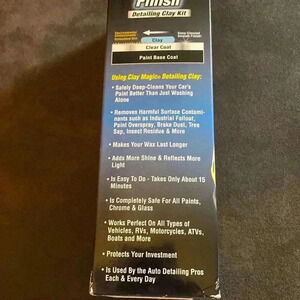 Finish
Detailing Clay Kit
Environmental
Clay
Clear Coat
Paint Base Coat
Using Clay Magic® Detailing Clay:
• Safely Deep-Cleans Your Car's
Paint Better Than Just Washing
Alone
• Removes Harmful Surface Contami-
nants such as Industrial Fallout,
Paint Overspray, Brake Dust, Tree
Sap, Insect Residue & More
• Makes Your Wax Last Longer
• Adds More Shine & Reflects More
Light
• Is Easy To Do - Takes Only About 15
Minutes
• Is Completely Safe For All Paints,
Chrome & Glass
• Works Perfect On All Types of
Vehicles, RVs, Motorcycles, ATVs,
Boats and More
• Protects Your Investment
• Is Used By the Auto Detailing Pros
Each & Every Day